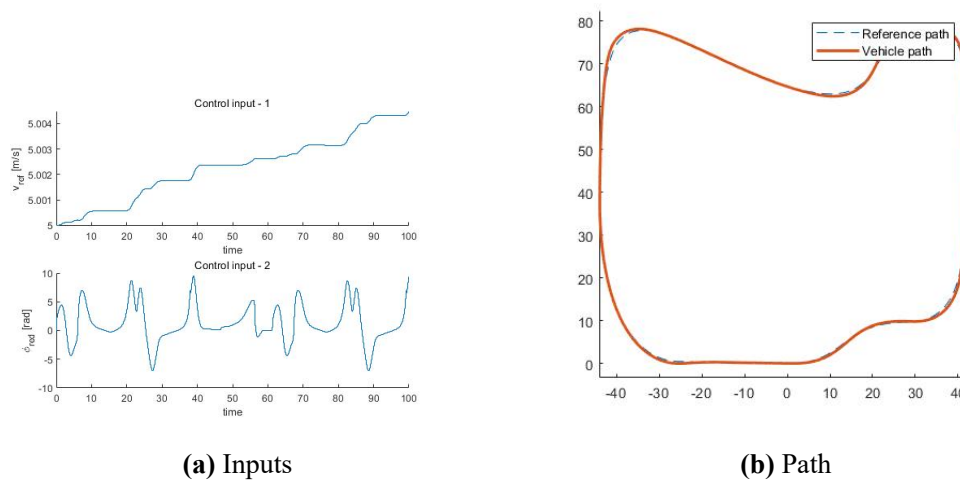 Control input - 1
v_ref [m/s]
5.004
5.003
5.002
5.001
5
0 10 20 30 40 50 60 70 80 90 100
time
Control input - 2
ϕ_red [rad]
10
5
0
-5
-10
0 10 20 30 40 50 60 70 80 90 100
time
(a) Inputs
80
70
60
50
40
30
20
10
0
-40 -30 -20 -10 0 10 20 30 40
Reference path
Vehicle path
(b) Path